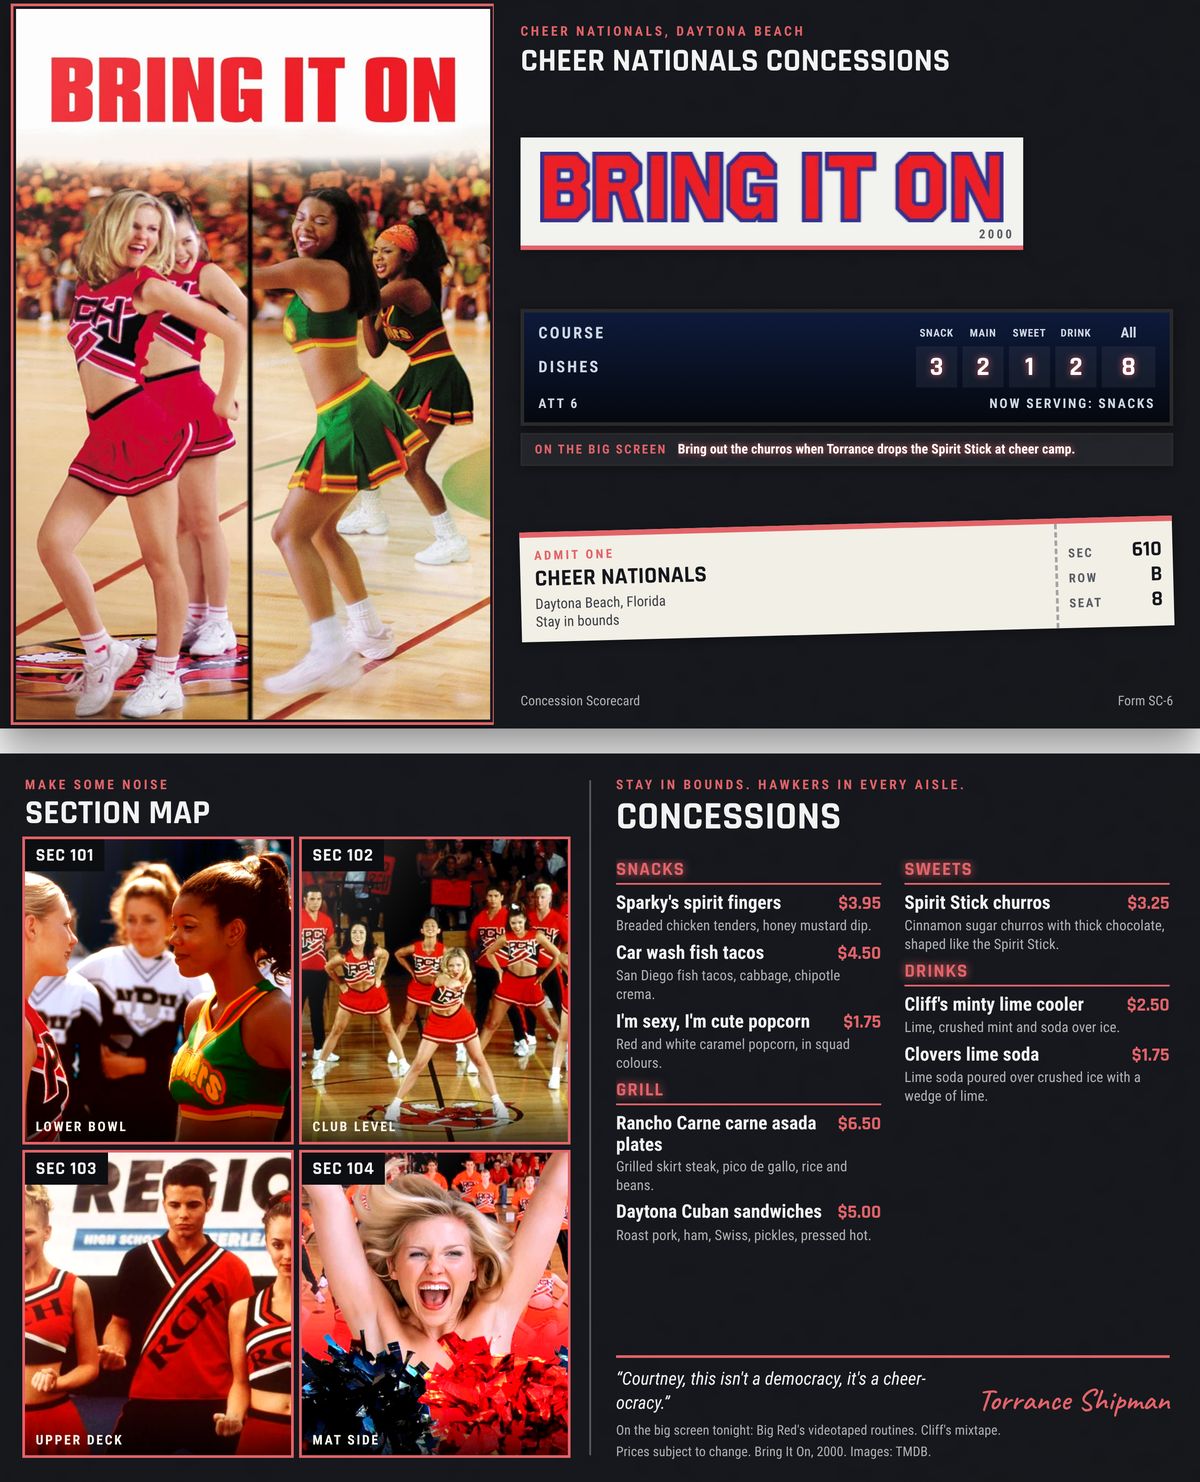 BRING IT ON
CHEER NATIONALS, DAYTONA BEACH
CHEER NATIONALS CONCESSIONS
BRING IT ON
2000
COURSE SNACK MAIN SWEET DRINK All
DISHES 3 2 1 2 8
ATT 6 NOW SERVING: SNACKS
ON THE BIG SCREEN Bring out the churros when Torrance drops the Spirit Stick at cheer camp.
ADMIT ONE
CHEER NATIONALS
Daytona Beach, Florida
Stay in bounds
SEC 610
ROW B
SEAT 8
Concession Scorecard
Form SC-6
MAKE SOME NOISE
SECTION MAP
SEC 101
LOWER BOWL
SEC 102
RCH
CLUB LEVEL
SEC 103
REGIO
HIGH SCHO
RCH
UPPER DECK
SEC 104
MAT SIDE
STAY IN BOUNDS. HAWKERS IN EVERY AISLE.
CONCESSIONS
SNACKS
Sparky's spirit fingers $3.95
Breaded chicken tenders, honey mustard dip.
Car wash fish tacos $4.50
San Diego fish tacos, cabbage, chipotle
crema.
I'm sexy, I'm cute popcorn $1.75
Red and white caramel popcorn, in squad
colours.
GRILL
Rancho Carne carne asada $6.50
plates
Grilled skirt steak, pico de gallo, rice and
beans.
Daytona Cuban sandwiches $5.00
Roast pork, ham, Swiss, pickles, pressed hot.
SWEETS
Spirit Stick churros $3.25
Cinnamon sugar churros with thick chocolate,
shaped like the Spirit Stick.
DRINKS
Cliff's minty lime cooler $2.50
Lime, crushed mint and soda over ice.
Clovers lime soda $1.75
Lime soda poured over crushed ice with a
wedge of lime.
“Courtney, this isn't a democracy, it's a cheer-
ocracy.”
Torrance Shipman
On the big screen tonight: Big Red's videotaped routines. Cliff's mixtape.
Prices subject to change. Bring It On, 2000. Images: TMDB.